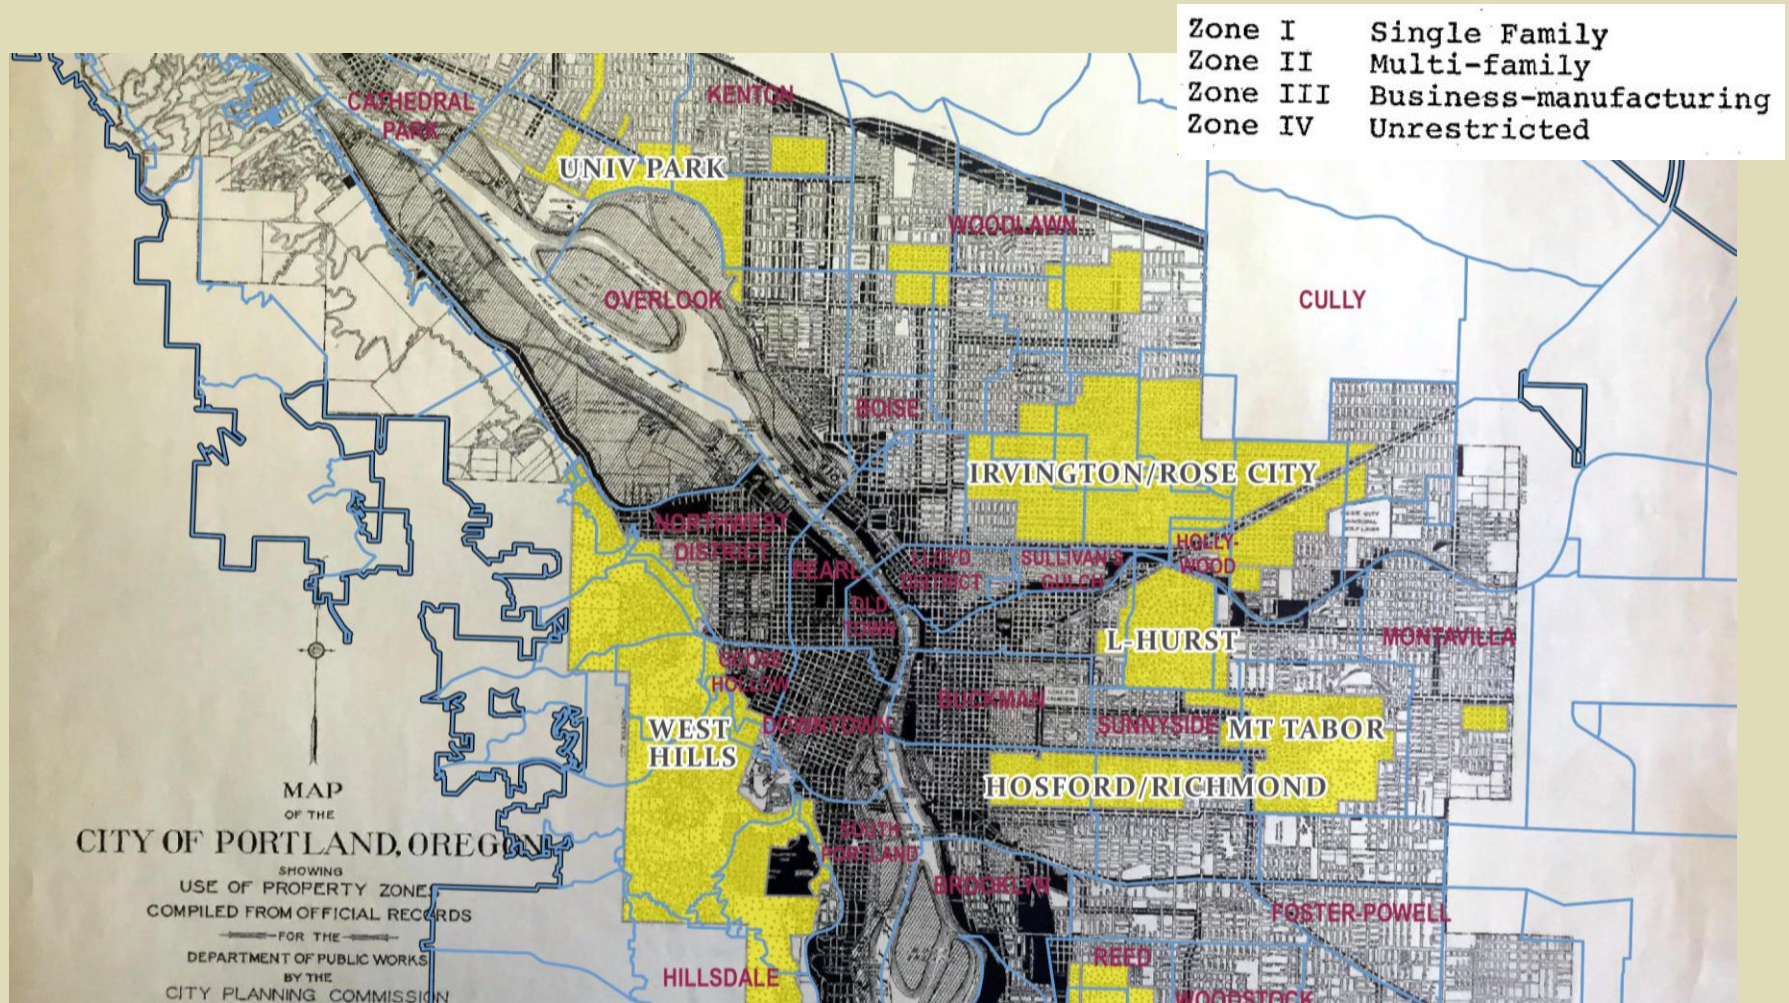 Zone I Single Family
Zone II Multi-family
Zone III Business-manufacturing
Zone IV Unrestricted
CATHEDRAL
PARK
KENTON
UNIV PARK
WOODLAWN
OVERLOOK
CULLY
BOISE
IRVINGTON/ROSE CITY
NORTHWEST
DISTRICT
PEARL
LLOYD
DISTRICT
SULLIVAN'S
GULCH
HOLLY-
WOOD
OLD
TOWN
L-HURST
MONTAVILLA
GOOSE
HOLLOW
BUCKMAN
DOWNTOWN
SUNNYSIDE
MT TABOR
WEST
HILLS
HOSFORD/RICHMOND
SOUTH
PORTLAND
BROOKLYN
FOSTER-POWELL
REED
HILLSDALE
WOODSTOCK
WILLAMETTE
MAP
OF THE
CITY OF PORTLAND, OREGON
SHOWING
USE OF PROPERTY ZONES
COMPILED FROM OFFICIAL RECORDS
FOR THE
DEPARTMENT OF PUBLIC WORKS
BY THE
CITY PLANNING COMMISSION